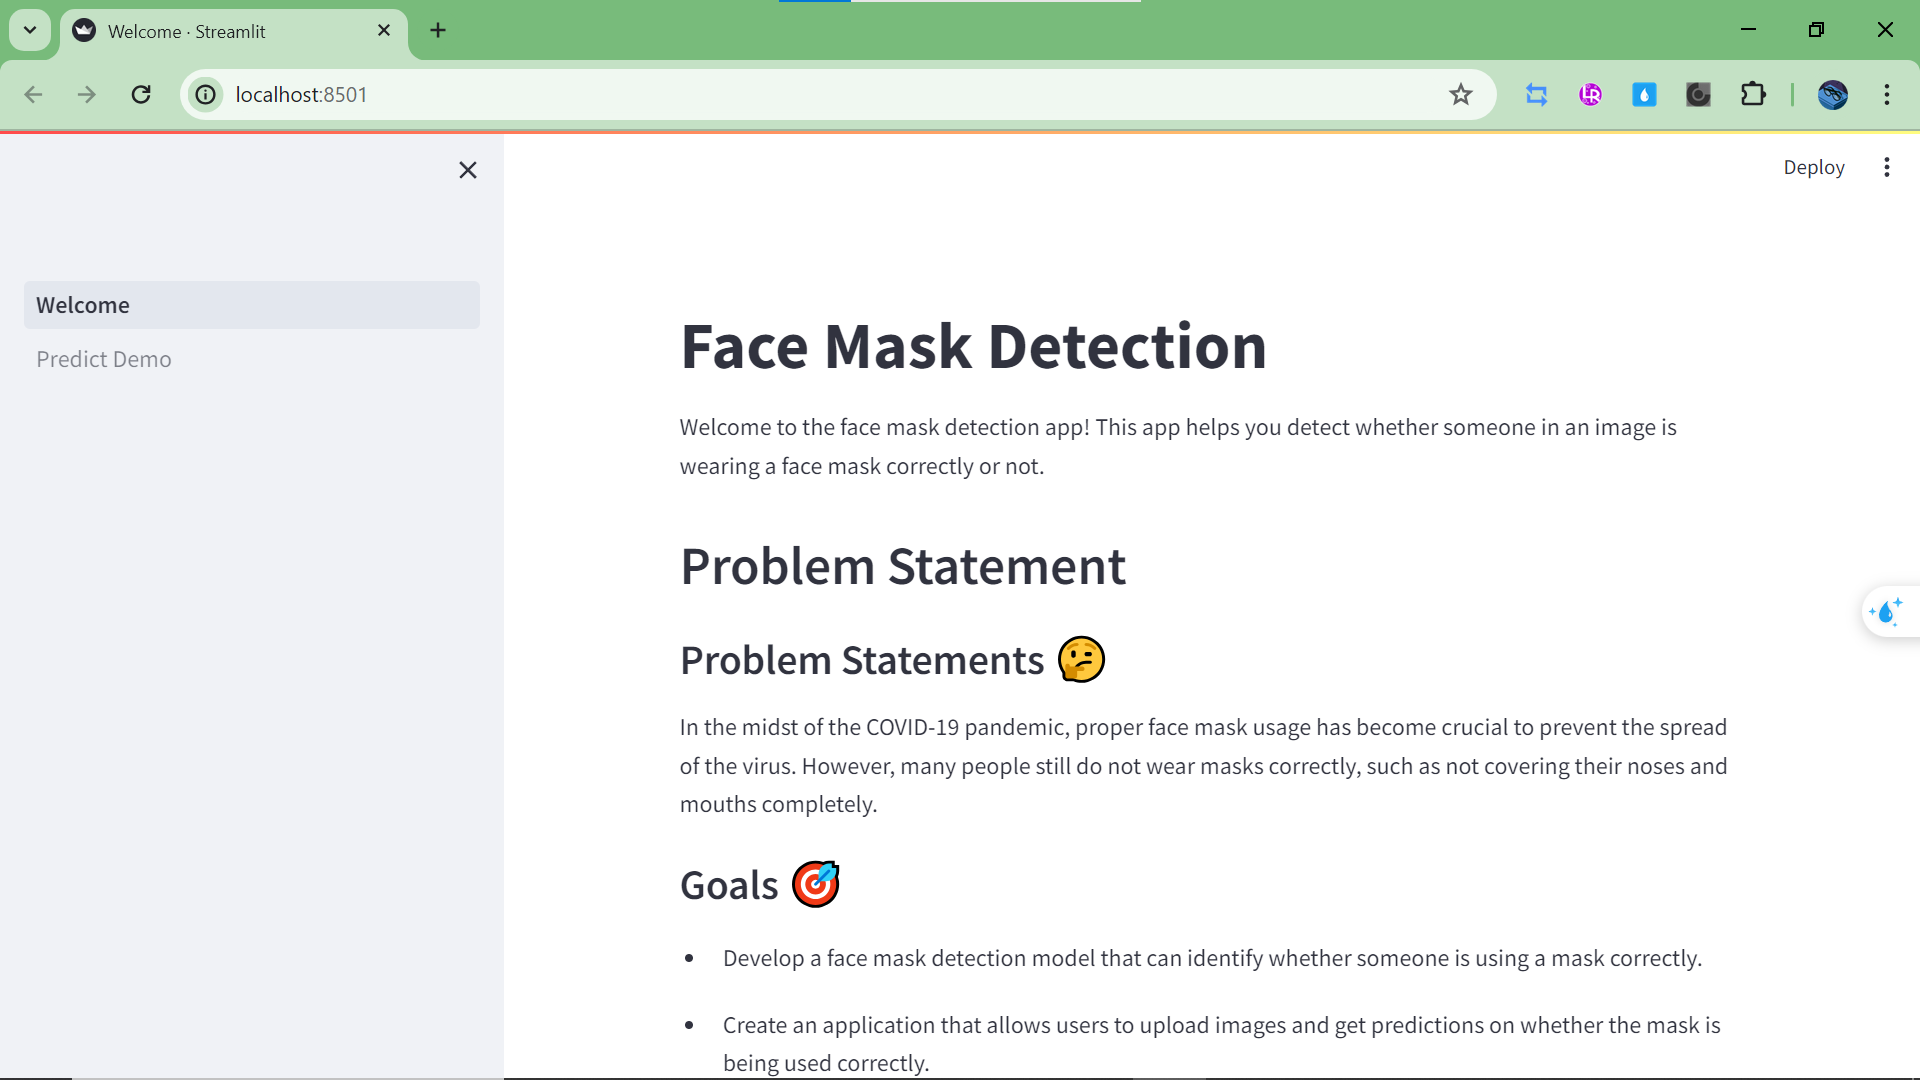 Welcome · Streamlit
localhost:8501
Deploy
Welcome
Predict Demo
Face Mask Detection
Welcome to the face mask detection app! This app helps you detect whether someone in an image is
wearing a face mask correctly or not.
Problem Statement
Problem Statements 🤔
In the midst of the COVID-19 pandemic, proper face mask usage has become crucial to prevent the spread
of the virus. However, many people still do not wear masks correctly, such as not covering their noses and
mouths completely.
Goals 🎯
• Develop a face mask detection model that can identify whether someone is using a mask correctly.
• Create an application that allows users to upload images and get predictions on whether the mask is
being used correctly.